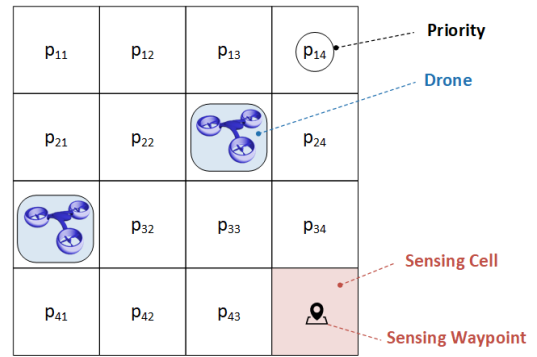 p11 p12 p13 p14
Priority
Drone
p21 p22 p24
p32 p33 p34
Sensing Cell
p41 p42 p43
Sensing Waypoint